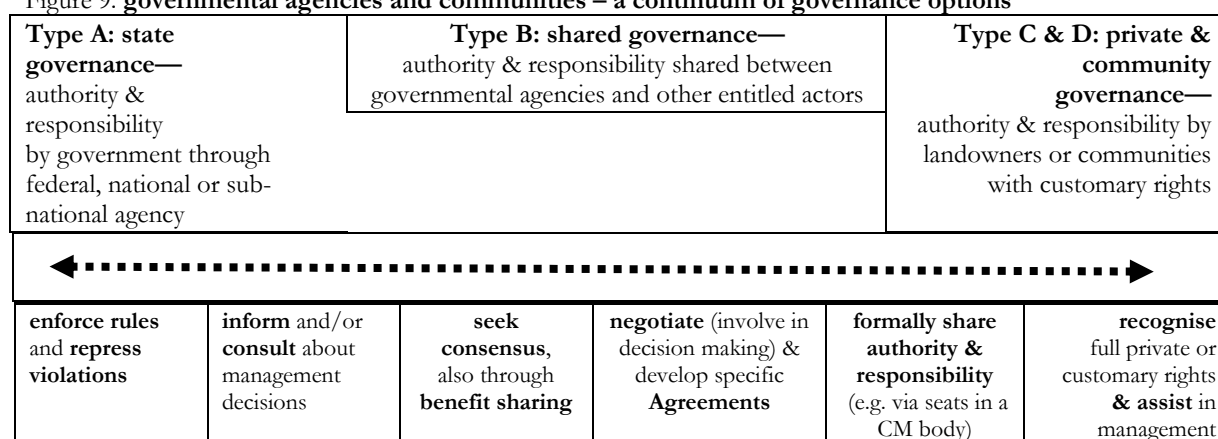 Figure 9: governmental agencies and communities – a continuum of governance options
Type A: state
governance—
authority &
responsibility
by government through
federal, national or sub-
national agency
Type B: shared governance—
authority & responsibility shared between
governmental agencies and other entitled actors
Type C & D: private &
community
governance—
authority & responsibility by
landowners or communities
with customary rights
enforce rules
and repress
violations
inform and/or
consult about
management
decisions
seek
consensus,
also through
benefit sharing
negotiate (involve in
decision making) &
develop specific
Agreements
formally share
authority &
responsibility
(e.g. via seats in a
CM body)
recognise
full private or
customary rights
& assist in
management